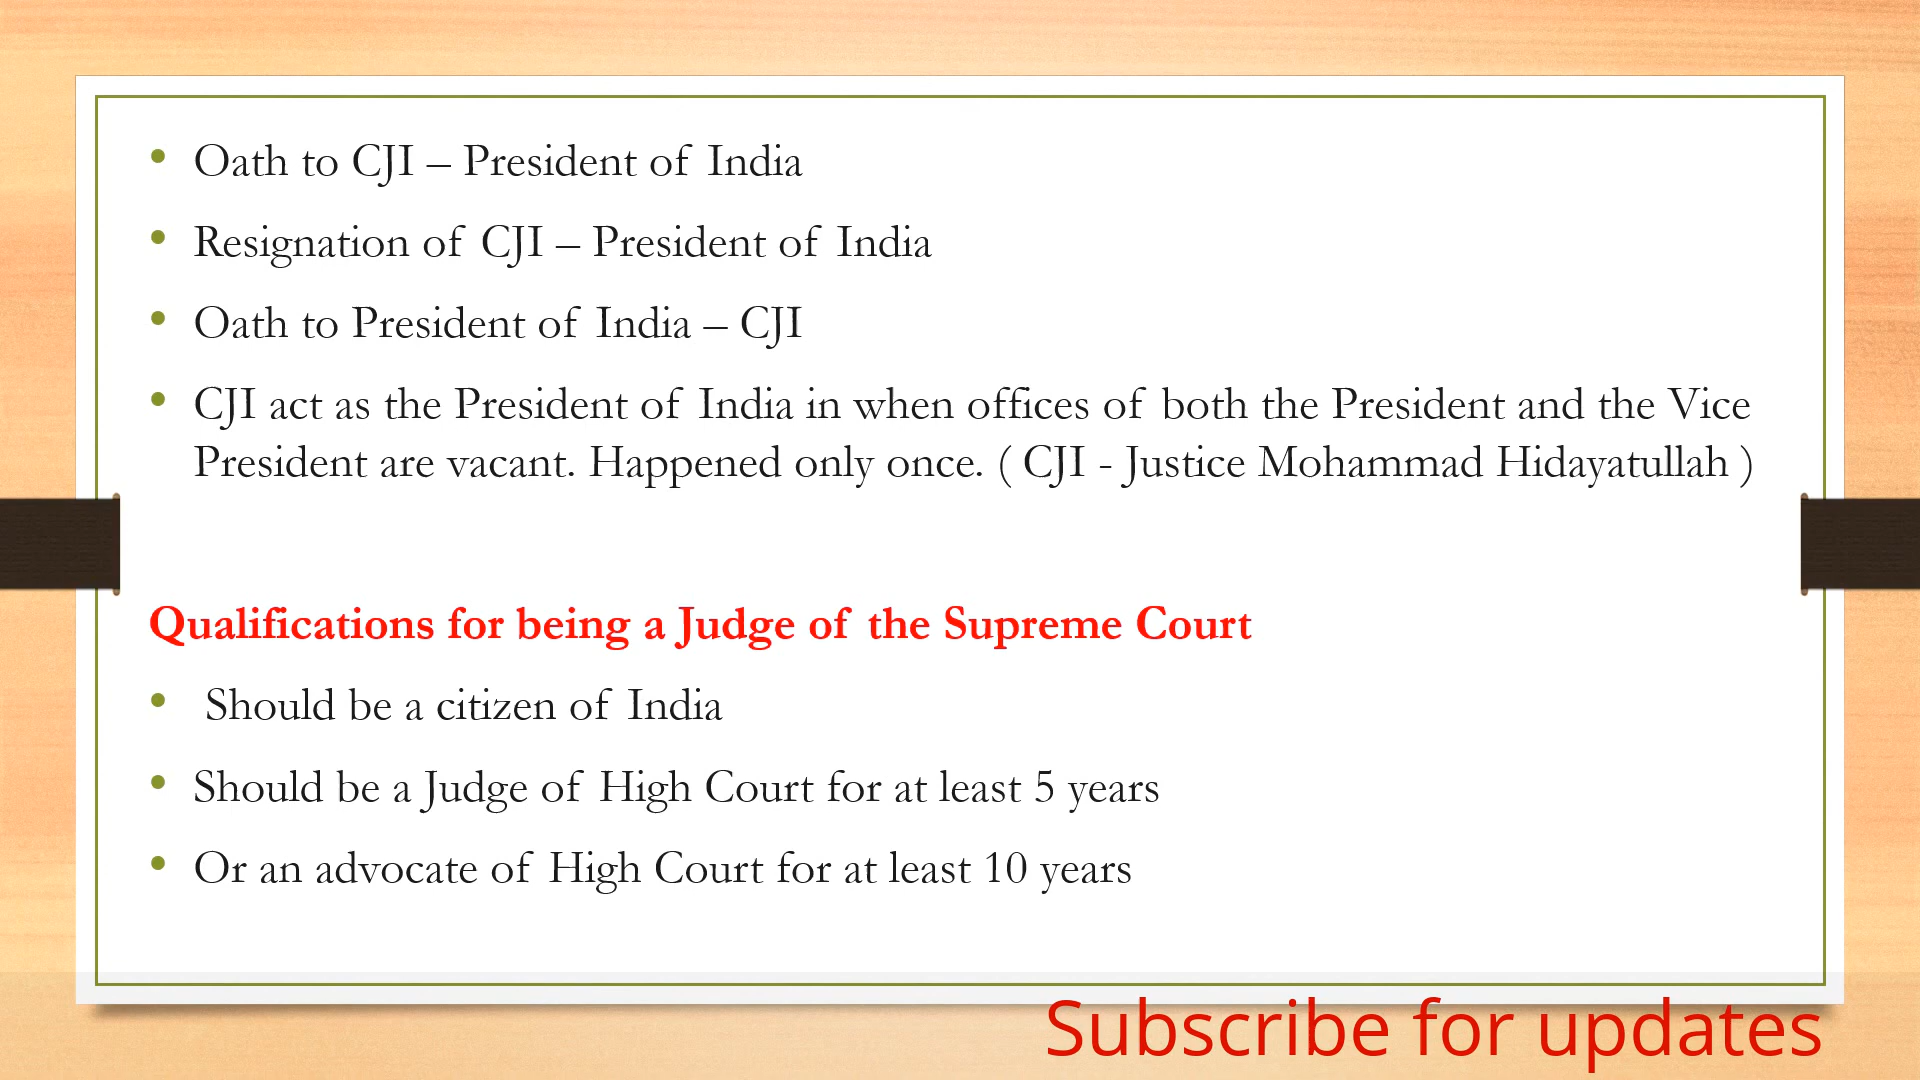 • Oath to CJI – President of India
• Resignation of CJI – President of India
• Oath to President of India – CJI
• CJI act as the President of India in when offices of both the President and the Vice
President are vacant. Happened only once. ( CJI - Justice Mohammad Hidayatullah )
Qualifications for being a Judge of the Supreme Court
• Should be a citizen of India
• Should be a Judge of High Court for at least 5 years
• Or an advocate of High Court for at least 10 years
Subscribe for updates